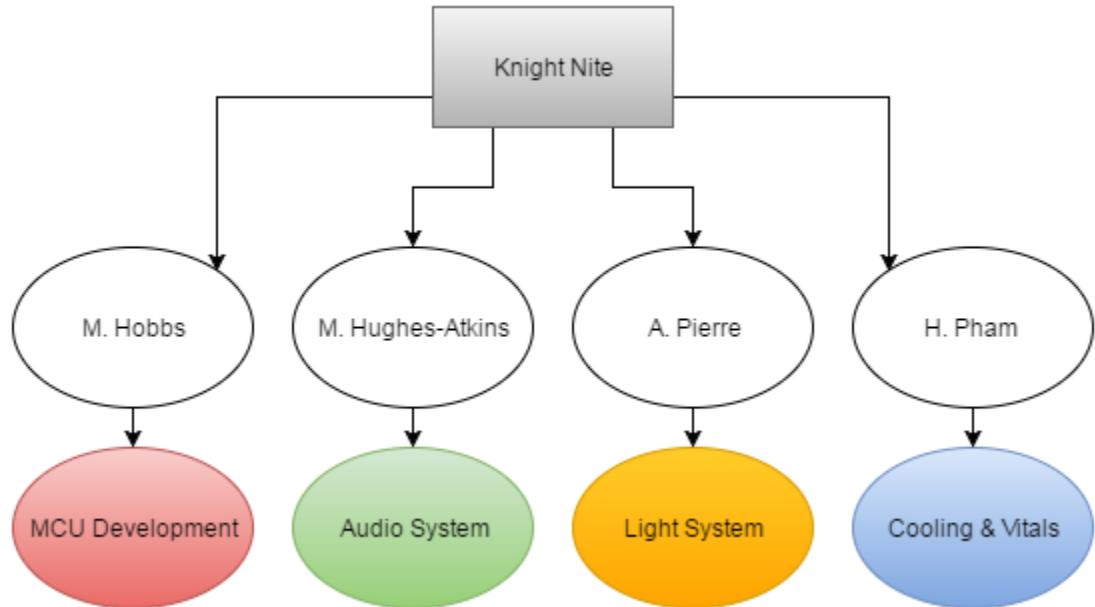 Knight Nite
M. Hobbs
M. Hughes-Atkins
A. Pierre
H. Pham
MCU Development
Audio System
Light System
Cooling & Vitals